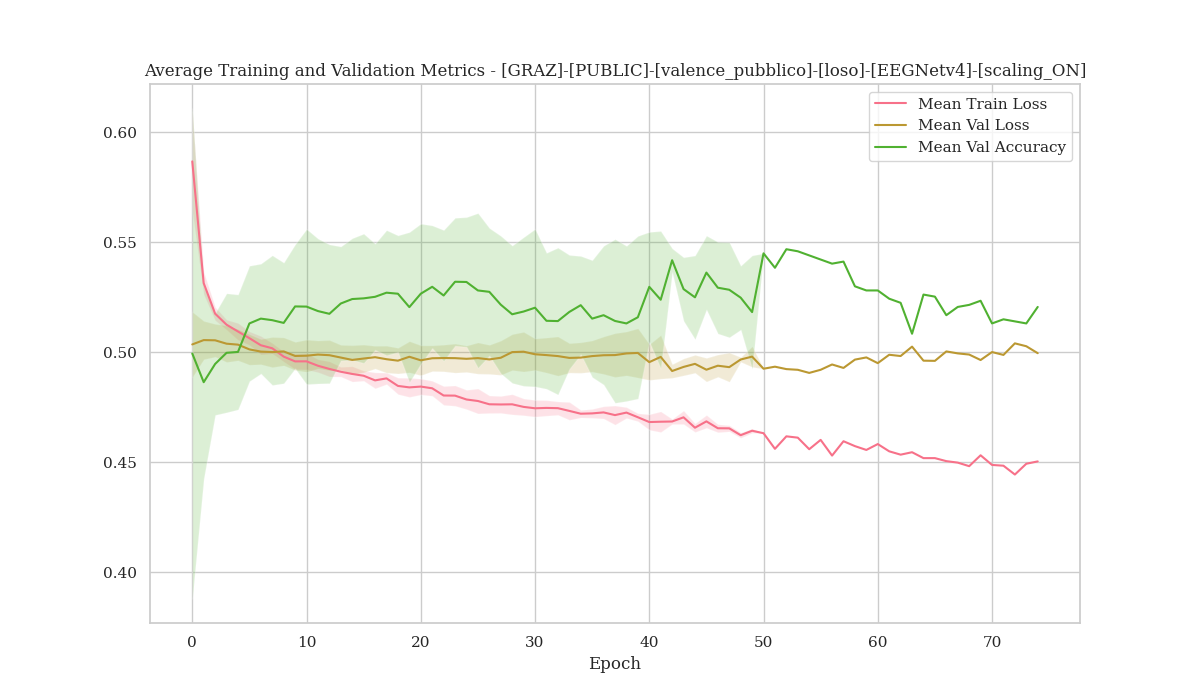 Average Training and Validation Metrics - [GRAZ]-[PUBLIC]-[valence_pubblico]-[loso]-[EEGNetv4]-[scaling_ON]
Mean Train Loss
Mean Val Loss
Mean Val Accuracy
0.60
0.55
0.50
0.45
0.40
0 10 20 30 40 50 60 70
Epoch